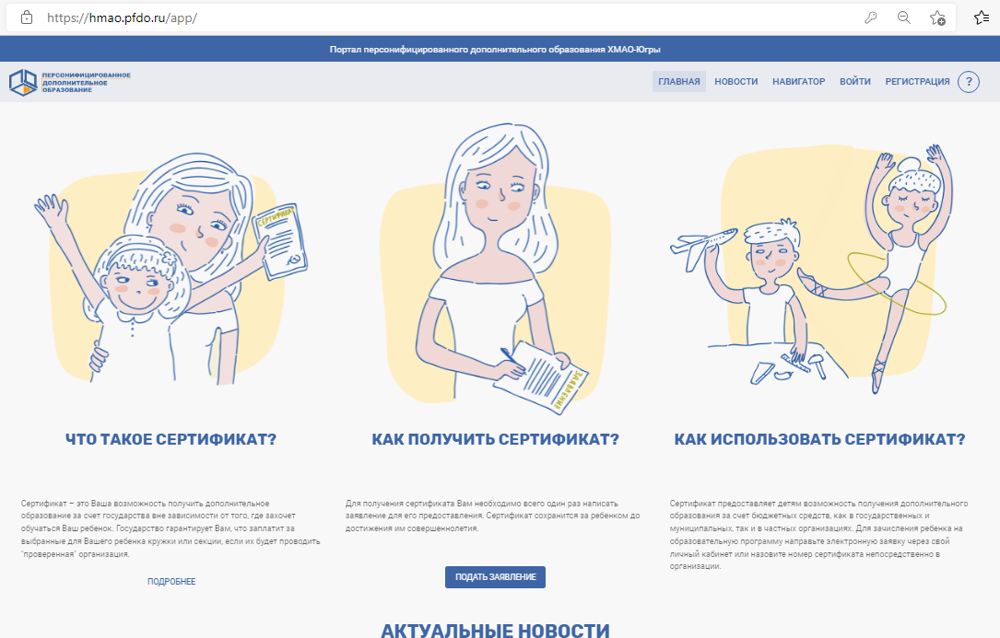 https://hmao.pfdo.ru/app/
Портал персонифицированного дополнительного образования ХМАО-Югры
ПЕРСОНИФИЦИРОВАННОЕ
ДОПОЛНИТЕЛЬНОЕ
ОБРАЗОВАНИЕ
ГЛАВНАЯ НОВОСТИ НАВИГАТОР ВОЙТИ РЕГИСТРАЦИЯ ?
СЕРТИФИКАТ
ЗАЯВЛЕНИЕ
ЧТО ТАКОЕ СЕРТИФИКАТ?
Сертификат – это Ваша возможность получить дополнительное
образование за счет государства вне зависимости от того, где захочет
обучаться Ваш ребенок. Государство гарантирует Вам, что заплатит за
выбранные для Вашего ребенка кружки или секции, если их будет проводить
"проверенная" организация.
ПОДРОБНЕЕ
КАК ПОЛУЧИТЬ СЕРТИФИКАТ?
Для получения сертификата Вам необходимо всего один раз написать
заявление для его предоставления. Сертификат сохранится за ребенком до
достижения им совершеннолетия.
ПОДАТЬ ЗАЯВЛЕНИЕ
КАК ИСПОЛЬЗОВАТЬ СЕРТИФИКАТ?
Сертификат предоставляет детям возможность получения дополнительного
образования за счет бюджетных средств, как в государственных и
муниципальных, так и в частных организациях. Для зачисления ребенка на
образовательную программу направьте электронную заявку через свой
личный кабинет или назовите номер сертификата непосредственно в
организации.
АКТУАЛЬНЫЕ НОВОСТИ